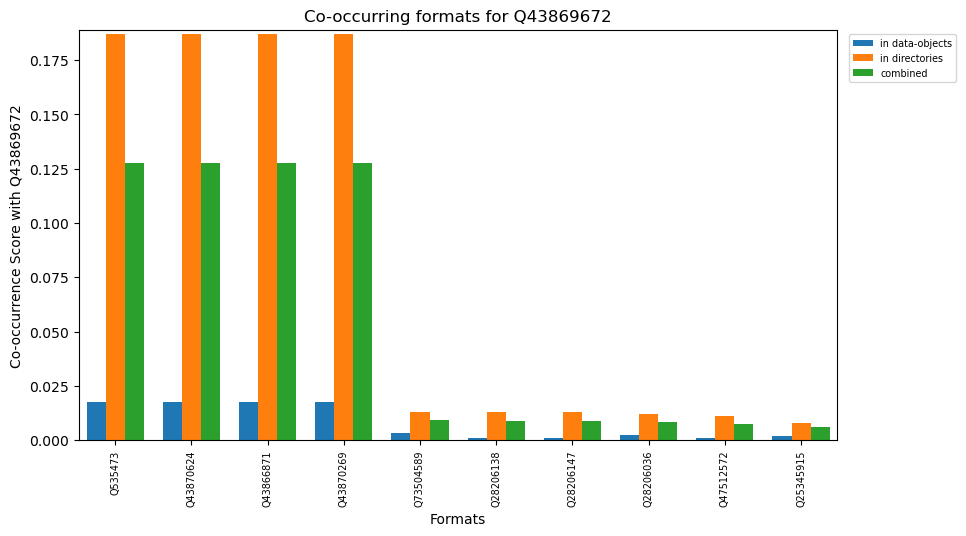 Co-occurring formats for Q43869672
in data-objects
in directories
combined
Co-occurrence Score with Q43869672
0.175
0.150
0.125
0.100
0.075
0.050
0.025
0.000
Q535473
Q43870624
Q43866871
Q43870269
Q73504589
Q28206138
Q28206147
Q28206036
Q47512572
Q25345915
Formats